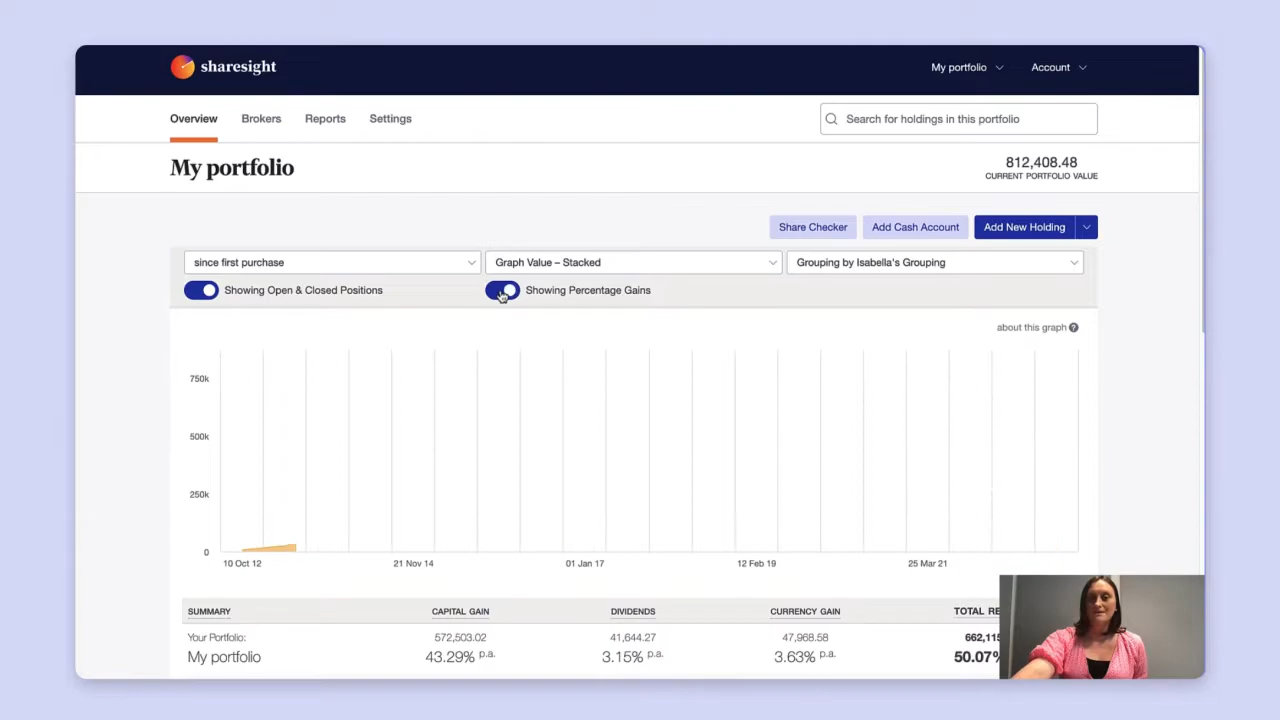 sharesight
My portfolio Account
Overview Brokers Reports Settings Search for holdings in this portfolio
My portfolio
812,408.48
CURRENT PORTFOLIO VALUE
Share Checker Add Cash Account Add New Holding
since first purchase Graph Value – Stacked Grouping by Isabella's Grouping
Showing Open & Closed Positions Showing Percentage Gains
about this graph ?
750k
500k
250k
0
10 Oct 12 21 Nov 14 01 Jan 17 12 Feb 19 25 Mar 21
SUMMARY CAPITAL GAIN DIVIDENDS CURRENCY GAIN TOTAL RE
Your Portfolio: 572,503.02 41,644.27 47,968.58 662,115
My portfolio 43.29% p.a. 3.15% p.a. 3.63% p.a. 50.07%